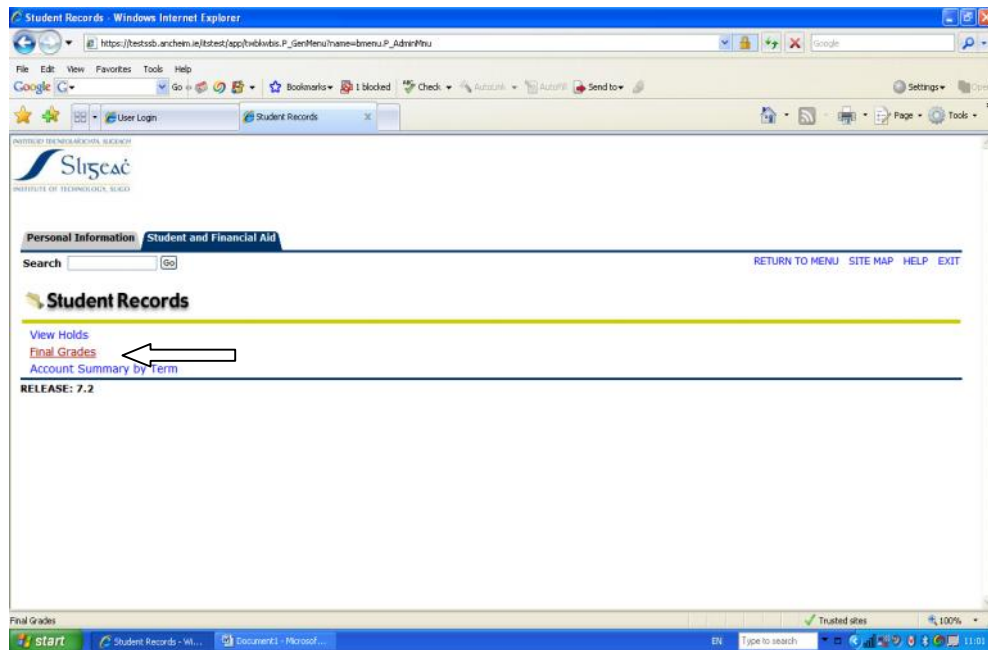 Student Records - Windows Internet Explorer
https://testssb.ancheim.ie/itstest/app/twbkwbis.P_GenMenu?name=bmenu.P_AdminMnu
Google
File Edit View Favorites Tools Help
Google G Go Bookmarks 1 blocked Check AutoLink AutoFill Send to Settings
User Login Student Records Page Tools
Sligeaċ
INSTITUTE OF TECHNOLOGY, SLIGO
Personal Information Student and Financial Aid
Search Go RETURN TO MENU SITE MAP HELP EXIT
Student Records
View Holds
Final Grades
Account Summary by Term
RELEASE: 7.2
Final Grades Trusted sites 100%
start Student Records - Wi... Document1 - Microsof... EN Type to search 11:01